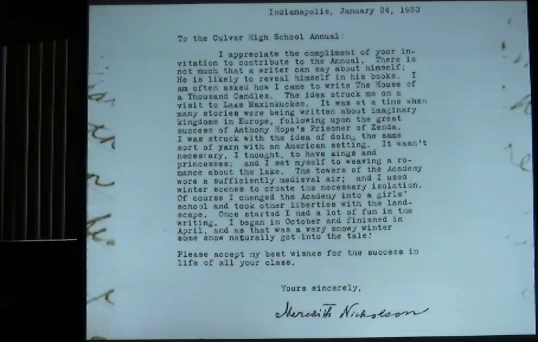 Indianapolis, January 24, 1930
To the Culver High School Annual:
I appreciate the compliment of your in-
vitation to contribute to the Annual. There is
not much that a writer can say about himself;
He is likely to reveal himself in his books. I
am often asked how I came to write The House of
a Thousand Candles. The idea struck me on a
visit to Lake Maxinkuckee. It was at a time when
many stories were being written about imaginary
kingdoms in Europe, following upon the great
success of Anthony Hope's Prisoner of Zenda.
I was struck with the idea of doing the same
sort of yarn with an American setting. It wasn't
necessary, I thought, to have kings and
princesses; and I set myself to weaving a ro-
mance about the Lake. The towers of the Academy
wore a sufficiently medieval air; and I used
winter scenes to create the necessary isolation.
Of course I changed the Academy into a girls'
school and took other liberties with the land-
scape. Once started I had a lot of fun in the
writing. I began in October and finished in
April, and as that was a very snowy winter
some snow naturally got into the tale!
Please accept my best wishes for the success in
life of all your class.
Yours sincerely,
Meredith Nicholson